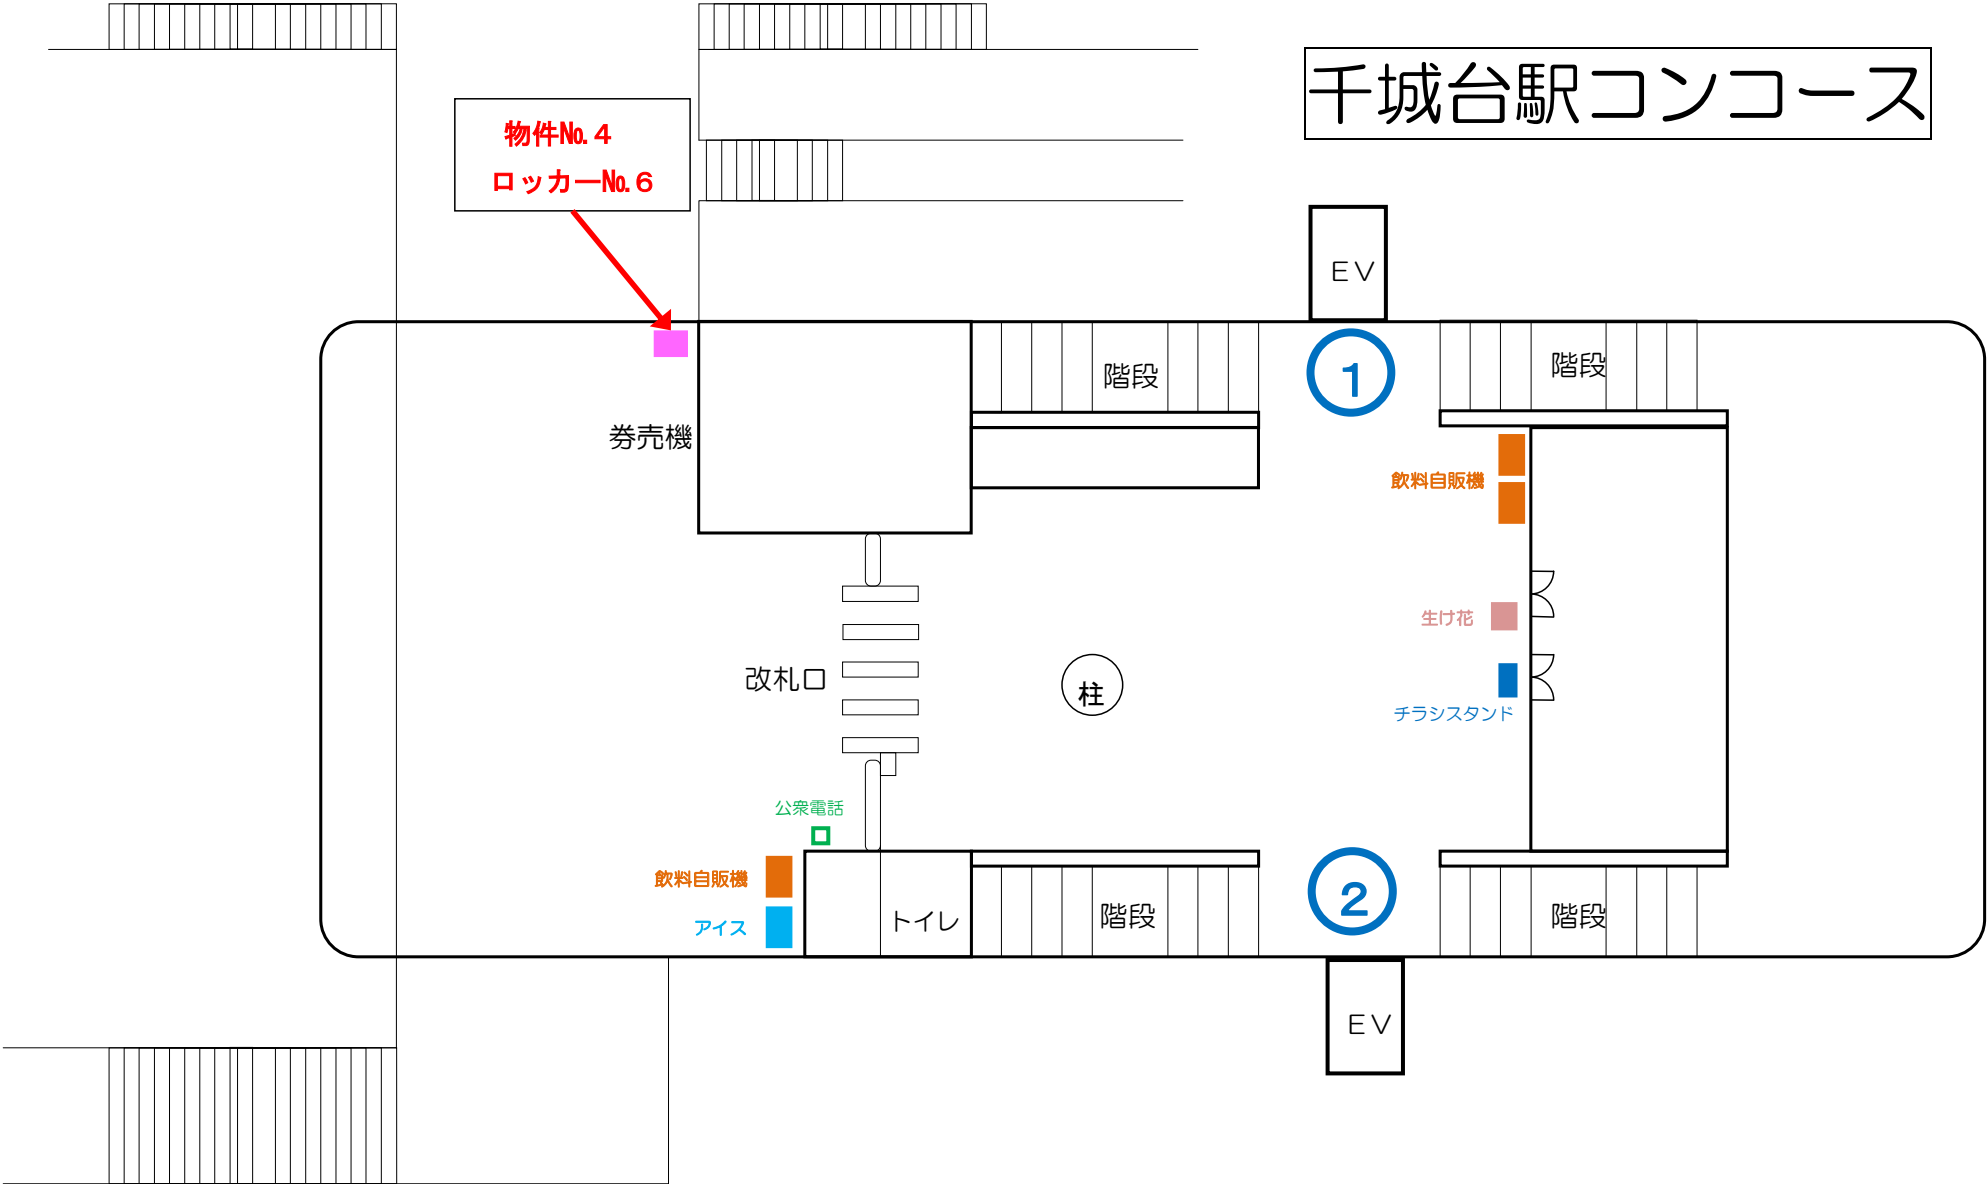 千城台駅コンコース
物件№4
ロッカー№6
EV
階段
1
階段
券売機
飲料自販機
生け花
改札口
柱
チラシスタンド
公衆電話
飲料自販機
アイス
トイレ
階段
2
階段
EV